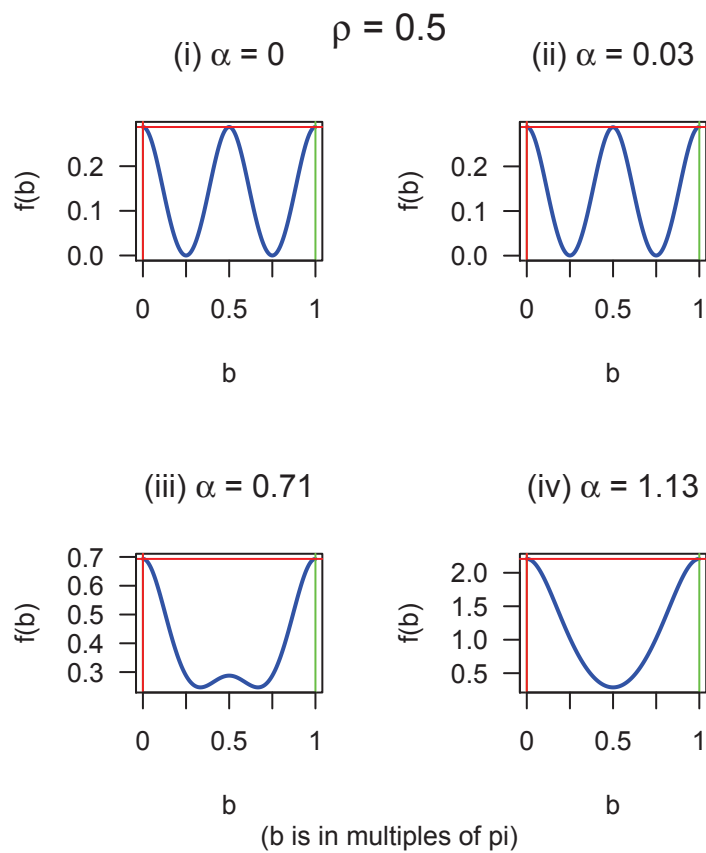 ρ = 0.5
(i) α = 0
(ii) α = 0.03
f(b)
0.2
0.1
0.0
0
0.5
1
b
f(b)
0.2
0.1
0.0
0
0.5
1
b
(iii) α = 0.71
(iv) α = 1.13
f(b)
0.7
0.6
0.5
0.4
0.3
0
0.5
1
b
f(b)
2.0
1.5
1.0
0.5
0
0.5
1
b
(b is in multiples of pi)